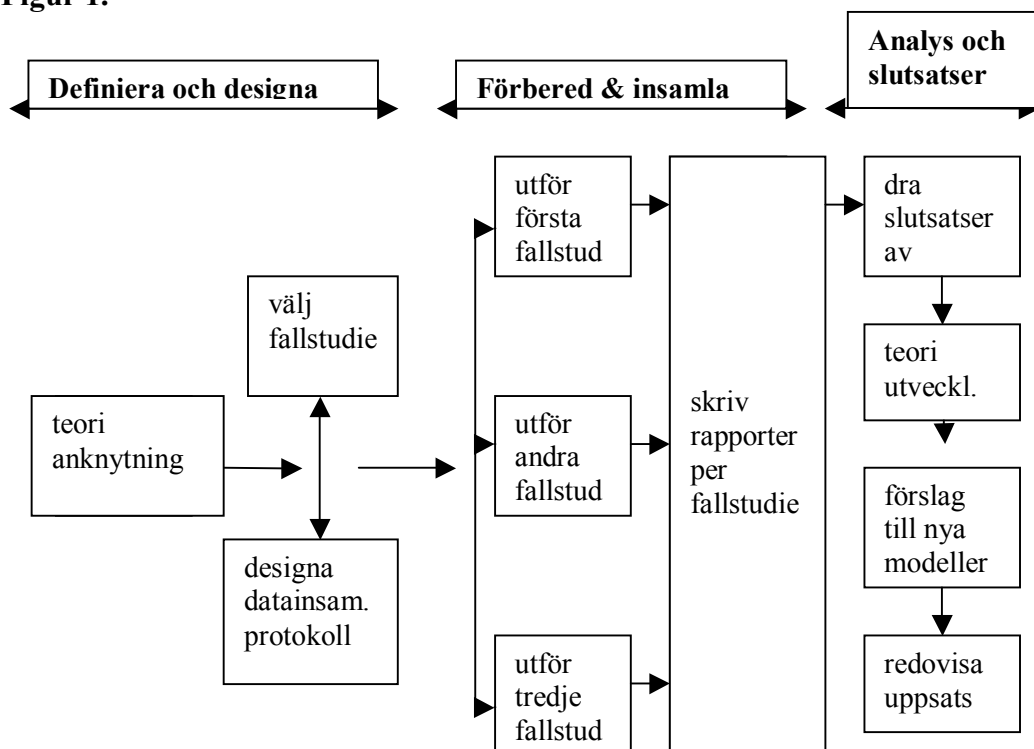 Figur 1.
Definiera och designa
Förbered & insamla
Analys och
slutsatser
teori
anknytning
välj
fallstudie
designa
datainsam.
protokoll
utför
första
fallstud
utför
andra
fallstud
utför
tredje
fallstud
skriv
rapporter
per
fallstudie
dra
slutsatser
av
teori
utveckl.
förslag
till nya
modeller
redovisa
uppsats